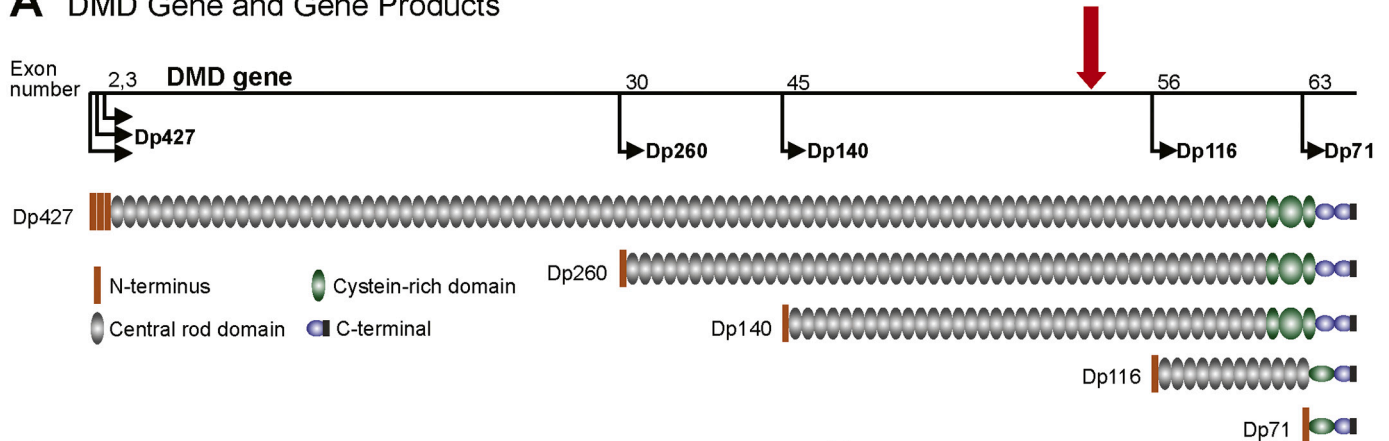 A DMD Gene and Gene Products
Exon
number
2,3 DMD gene 30 45 56 63
Dp427 Dp260 Dp140 Dp116 Dp71
Dp427
Dp260
N-terminus Cystein-rich domain
Central rod domain C-terminal
Dp140
Dp116
Dp71